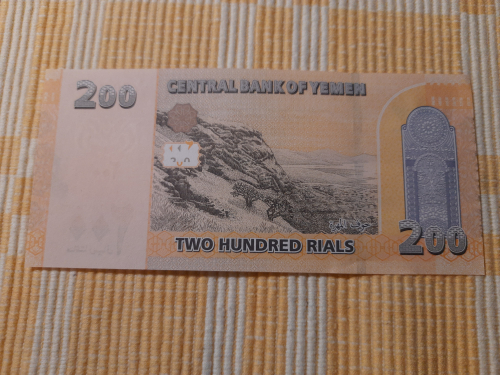 CENTRAL BANK OF YEMEN
200
TWO HUNDRED RIALS
200